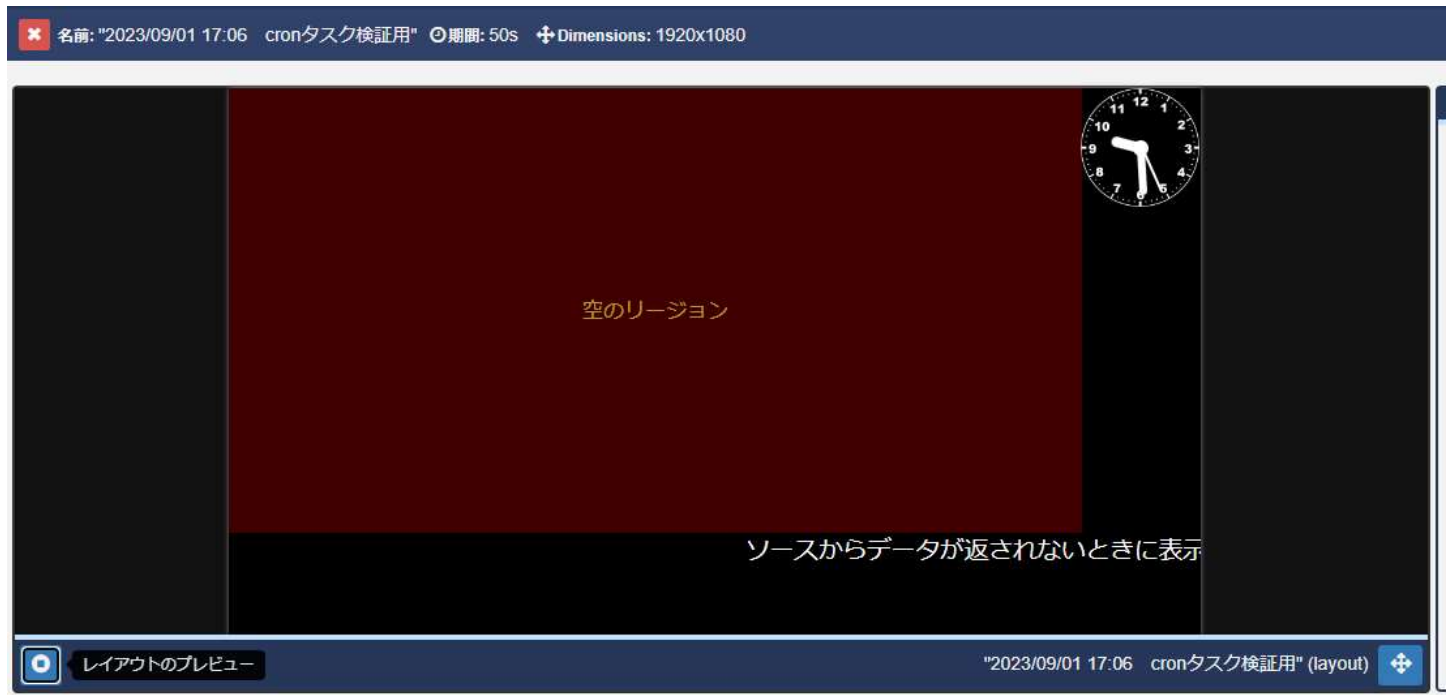 名前: "2023/09/01 17:06　cronタスク検証用" 期間: 50s Dimensions: 1920x1080
11 12 1
10 2
9 3
8 4
7 6 5
空のリージョン
ソースからデータが返されないときに表示
レイアウトのプレビュー "2023/09/01 17:06　cronタスク検証用" (layout)